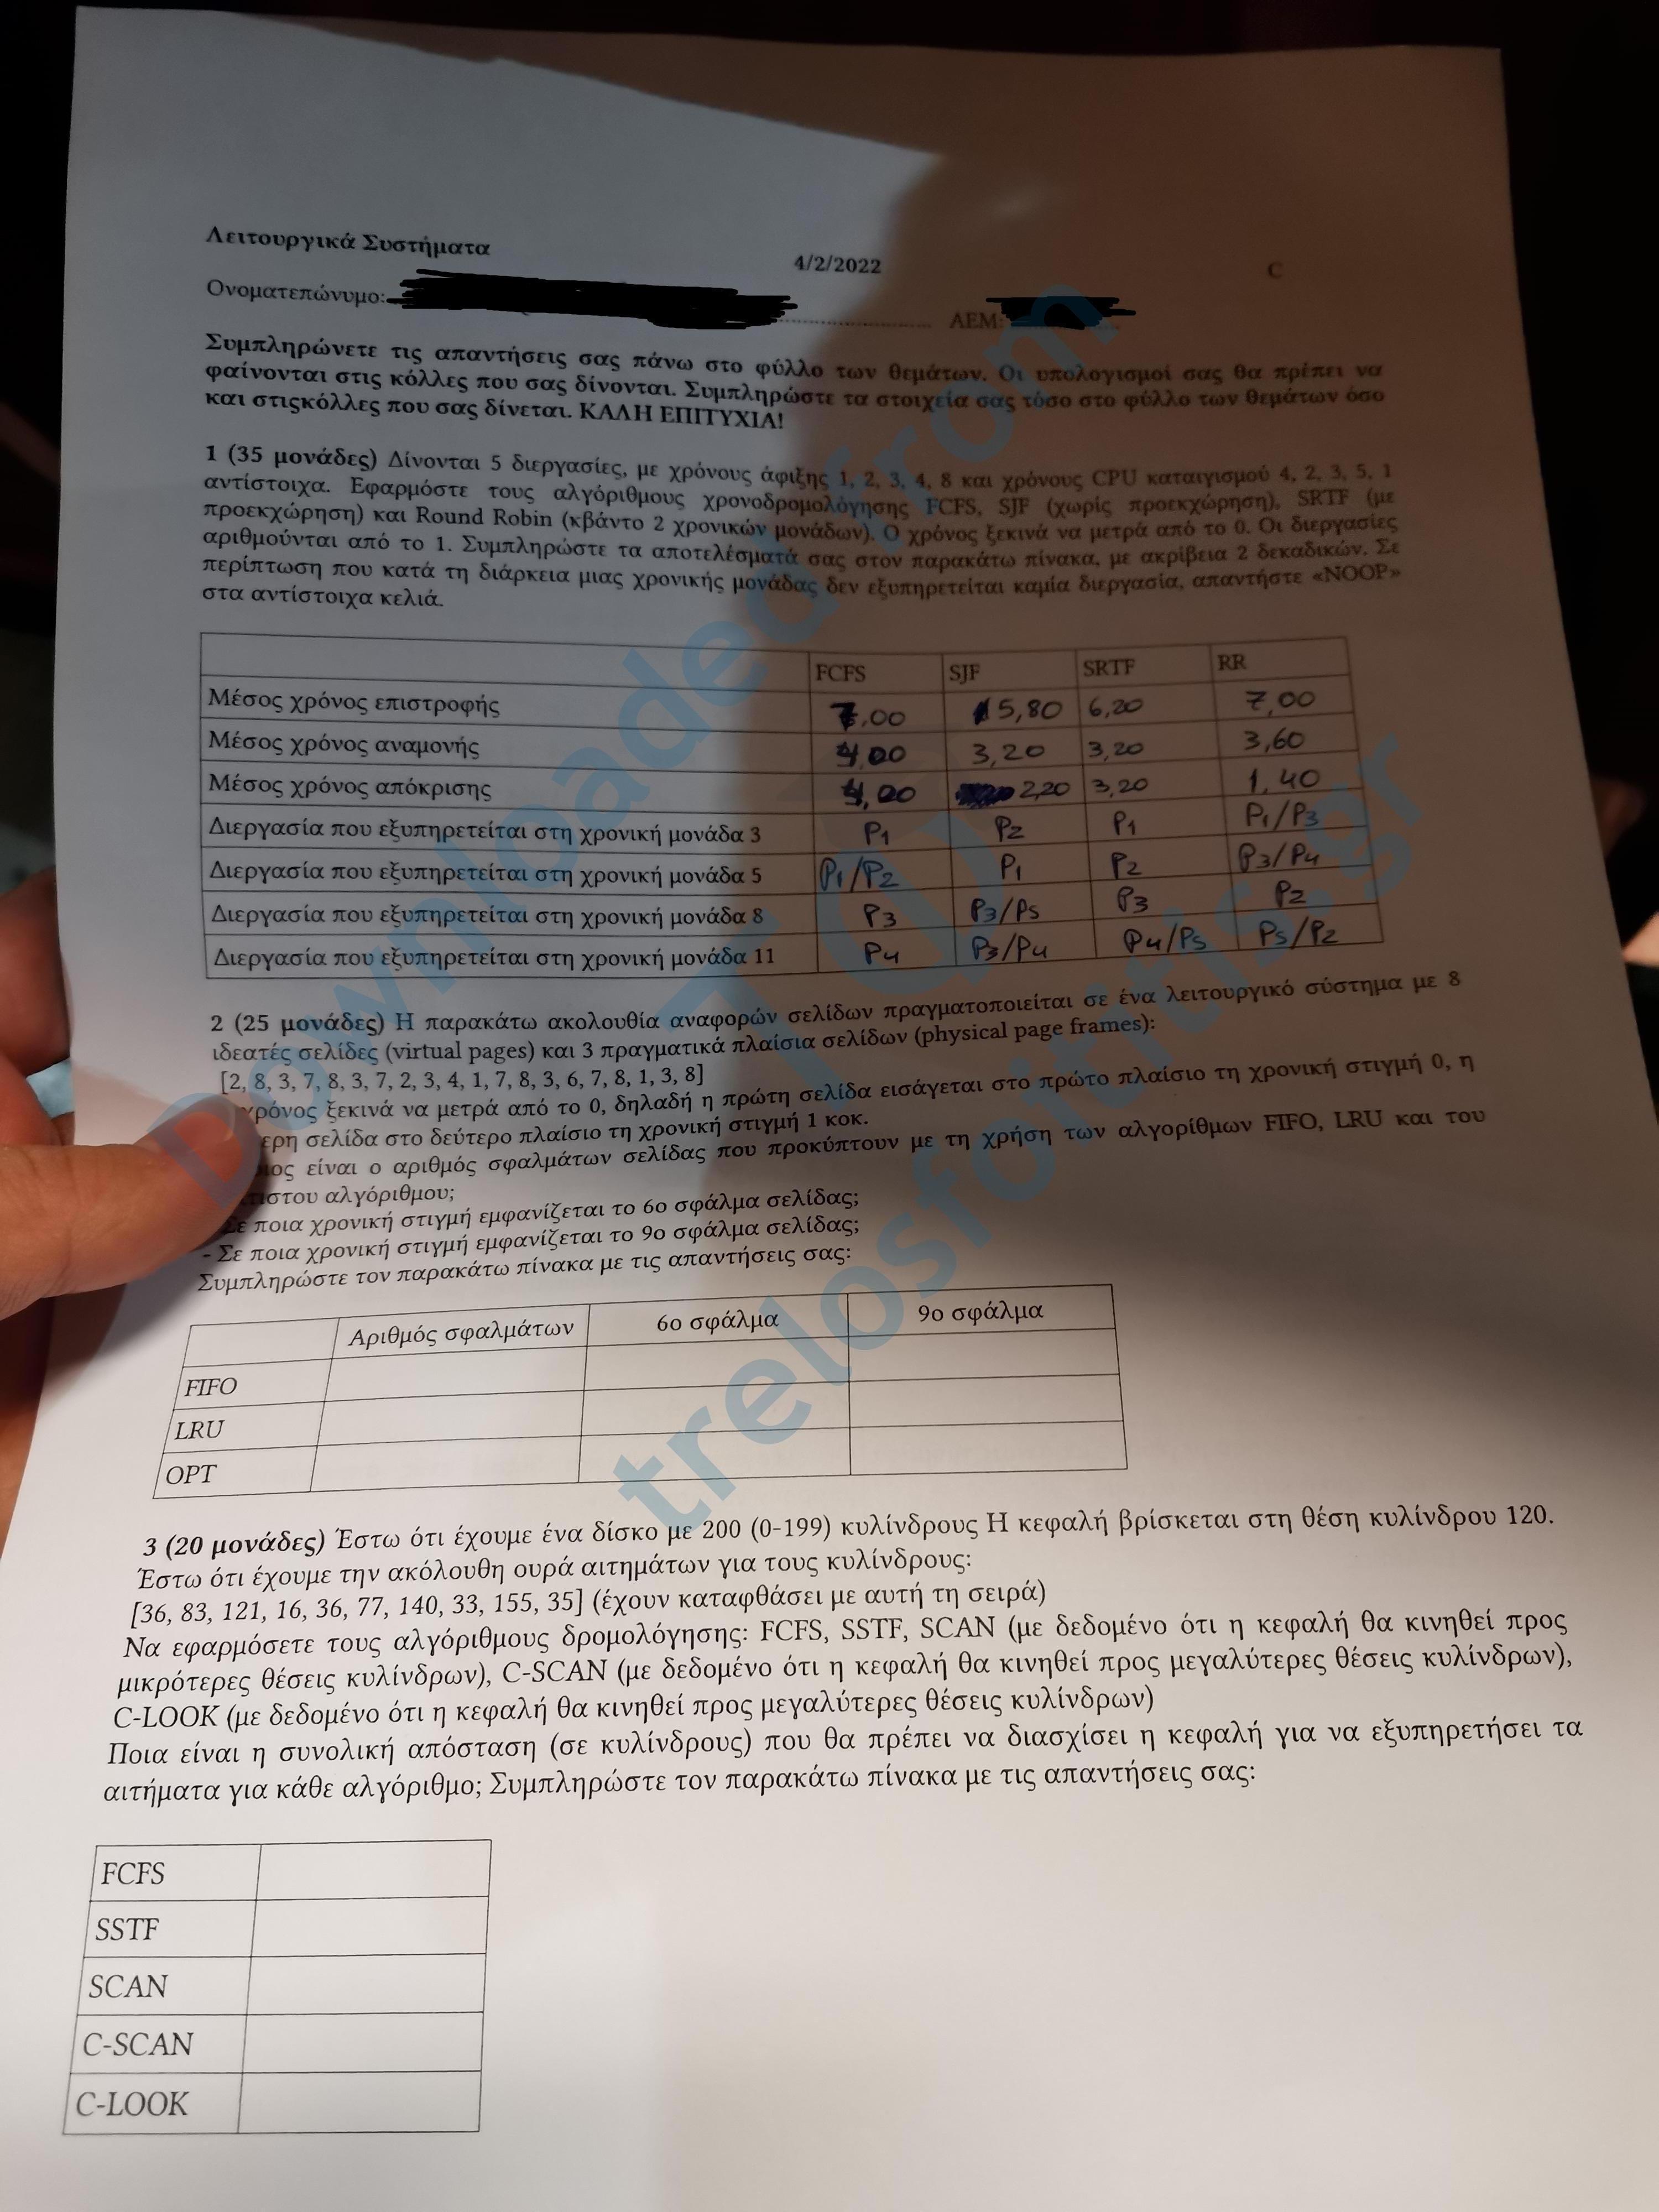 Λειτουργικά Συστήματα 4/2/2022 C
Ονοματεπώνυμο: ΑΕΜ:
Συμπληρώνετε τις απαντήσεις σας πάνω στο φύλλο των θεμάτων. Οι υπολογισμοί σας θα πρέπει να
φαίνονται στις κόλλες που σας δίνονται. Συμπληρώστε τα στοιχεία σας τόσο στο φύλλο των θεμάτων όσο
και στιςκόλλες που σας δίνεται. ΚΑΛΗ ΕΠΙΤΥΧΙΑ!
1 (35 μονάδες) Δίνονται 5 διεργασίες, με χρόνους άφιξης 1, 2, 3, 4, 8 και χρόνους CPU καταιγισμού 4, 2, 3, 5, 1
αντίστοιχα. Εφαρμόστε τους αλγόριθμους χρονοδρομολόγησης FCFS, SJF (χωρίς προεκχώρηση), SRTF (με
προεκχώρηση) και Round Robin (κβάντο 2 χρονικών μονάδων). Ο χρόνος ξεκινά να μετρά από το 0. Οι διεργασίες
αριθμούνται από το 1. Συμπληρώστε τα αποτελέσματά σας στον παρακάτω πίνακα, με ακρίβεια 2 δεκαδικών. Σε
περίπτωση που κατά τη διάρκεια μιας χρονικής μονάδας δεν εξυπηρετείται καμία διεργασία, απαντήστε «NOOP»
στα αντίστοιχα κελιά.
FCFS SJF SRTF RR
Μέσος χρόνος επιστροφής 7,00 5,80 6,20 7,00
Μέσος χρόνος αναμονής 4,00 3,20 3,20 3,60
Μέσος χρόνος απόκρισης 4,00 2,20 3,20 1,40
Διεργασία που εξυπηρετείται στη χρονική μονάδα 3 P1 P2 P1 P1/P3
Διεργασία που εξυπηρετείται στη χρονική μονάδα 5 P1/P2 P1 P2 P3/P4
Διεργασία που εξυπηρετείται στη χρονική μονάδα 8 P3 P3/P5 P3 P2
Διεργασία που εξυπηρετείται στη χρονική μονάδα 11 P4 P3/P4 P4/P5 P5/P2
2 (25 μονάδες) Η παρακάτω ακολουθία αναφορών σελίδων πραγματοποιείται σε ένα λειτουργικό σύστημα με 8
ιδεατές σελίδες (virtual pages) και 3 πραγματικά πλαίσια σελίδων (physical page frames):
[2, 8, 3, 7, 8, 3, 7, 2, 3, 4, 1, 7, 8, 3, 6, 7, 8, 1, 3, 8]
χρόνος ξεκινά να μετρά από το 0, δηλαδή η πρώτη σελίδα εισάγεται στο πρώτο πλαίσιο τη χρονική στιγμή 0, η
σελίδα στο δεύτερο πλαίσιο τη χρονική στιγμή 1 κοκ.
είναι ο αριθμός σφαλμάτων σελίδας που προκύπτουν με τη χρήση των αλγορίθμων FIFO, LRU και του
αλγόριθμου;
Σε ποια χρονική στιγμή εμφανίζεται το 6ο σφάλμα σελίδας;
- Σε ποια χρονική στιγμή εμφανίζεται το 9ο σφάλμα σελίδας;
Συμπληρώστε τον παρακάτω πίνακα με τις απαντήσεις σας:
Αριθμός σφαλμάτων 6ο σφάλμα 9ο σφάλμα
FIFO
LRU
OPT
3 (20 μονάδες) Έστω ότι έχουμε ένα δίσκο με 200 (0-199) κυλίνδρους Η κεφαλή βρίσκεται στη θέση κυλίνδρου 120.
Έστω ότι έχουμε την ακόλουθη ουρά αιτημάτων για τους κυλίνδρους:
[36, 83, 121, 16, 36, 77, 140, 33, 155, 35] (έχουν καταφθάσει με αυτή τη σειρά)
Να εφαρμόσετε τους αλγόριθμους δρομολόγησης: FCFS, SSTF, SCAN (με δεδομένο ότι η κεφαλή θα κινηθεί προς
μικρότερες θέσεις κυλίνδρων), C-SCAN (με δεδομένο ότι η κεφαλή θα κινηθεί προς μεγαλύτερες θέσεις κυλίνδρων),
C-LOOK (με δεδομένο ότι η κεφαλή θα κινηθεί προς μεγαλύτερες θέσεις κυλίνδρων)
Ποια είναι η συνολική απόσταση (σε κυλίνδρους) που θα πρέπει να διασχίσει η κεφαλή για να εξυπηρετήσει τα
αιτήματα για κάθε αλγόριθμο; Συμπληρώστε τον παρακάτω πίνακα με τις απαντήσεις σας:
FCFS
SSTF
SCAN
C-SCAN
C-LOOK
Downloaded from
trelosfoititis.gr